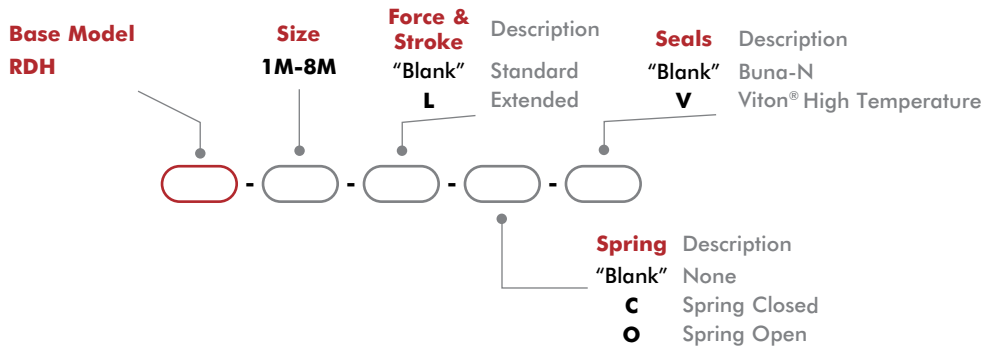 Base Model
RDH
Size
1M-8M
Force &
Stroke
Description
"Blank" Standard
L Extended
Seals Description
"Blank" Buna-N
V Viton® High Temperature
- - - -
Spring Description
"Blank" None
C Spring Closed
O Spring Open